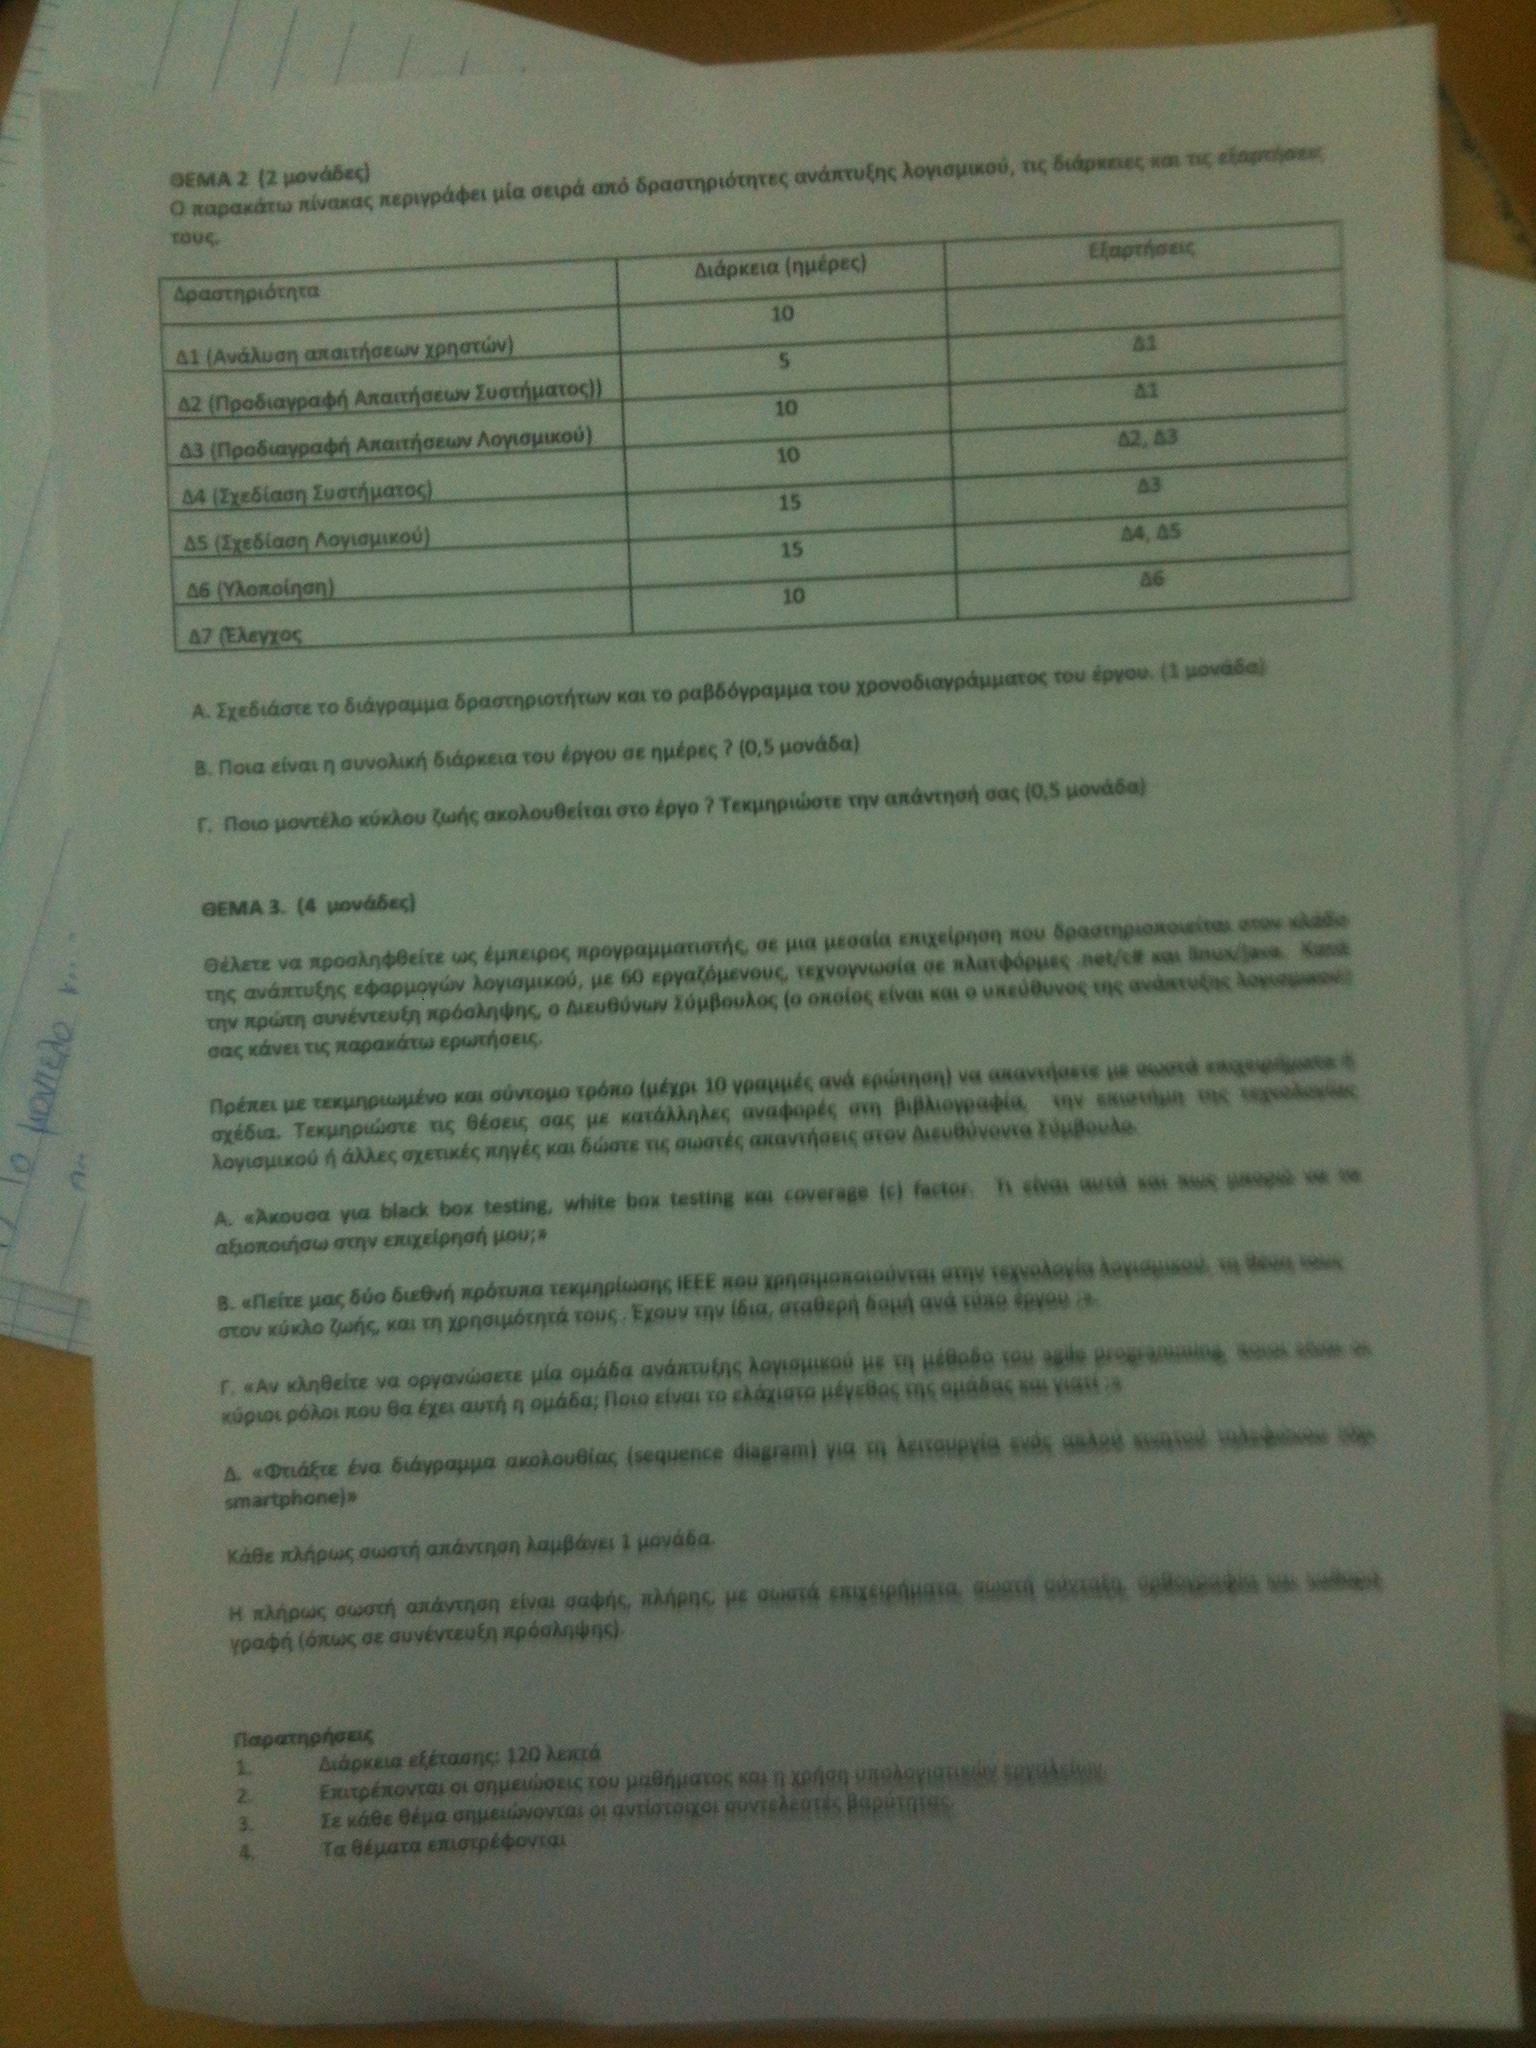 ΘΕΜΑ 2 (2 μονάδες)
Ο παρακάτω πίνακας περιγράφει μία σειρά από δραστηριότητες ανάπτυξης λογισμικού, τις διάρκειες και τις εξαρτήσεις
τους.
Δραστηριότητα Διάρκεια (ημέρες) Εξαρτήσεις
Δ1 (Ανάλυση απαιτήσεων χρηστών) 10
Δ2 (Προδιαγραφή Απαιτήσεων Συστήματος)) 5 Δ1
Δ3 (Προδιαγραφή Απαιτήσεων Λογισμικού) 10 Δ1
Δ4 (Σχεδίαση Συστήματος) 10 Δ2, Δ3
Δ5 (Σχεδίαση Λογισμικού) 15 Δ3
Δ6 (Υλοποίηση) 15 Δ4, Δ5
Δ7 (Έλεγχος 10 Δ6
Α. Σχεδιάστε το διάγραμμα δραστηριοτήτων και το ραβδόγραμμα του χρονοδιαγράμματος του έργου. (1 μονάδα)
Β. Ποια είναι η συνολική διάρκεια του έργου σε ημέρες ? (0,5 μονάδα)
Γ. Ποιο μοντέλο κύκλου ζωής ακολουθείται στο έργο ? Τεκμηριώστε την απάντησή σας (0,5 μονάδα)
ΘΕΜΑ 3. (4 μονάδες)
Θέλετε να προσληφθείτε ως έμπειρος προγραμματιστής, σε μια μεσαία επιχείρηση που δραστηριοποιείται στον κλάδο
της ανάπτυξης εφαρμογών λογισμικού, με 60 εργαζόμενους, τεχνογνωσία σε πλατφόρμες .net/c# και linux/java. Κατά
την πρώτη συνέντευξη πρόσληψης, ο Διευθύνων Σύμβουλος (ο οποίος είναι και ο υπεύθυνος της ανάπτυξης λογισμικού)
σας κάνει τις παρακάτω ερωτήσεις.
Πρέπει με τεκμηριωμένο και σύντομο τρόπο (μέχρι 10 γραμμές ανά ερώτηση) να απαντήσετε με σωστά επιχειρήματα ή
σχέδια. Τεκμηριώστε τις θέσεις σας με κατάλληλες αναφορές στη βιβλιογραφία, την επιστήμη της τεχνολογίας
λογισμικού ή άλλες σχετικές πηγές και δώστε τις σωστές απαντήσεις στον Διευθύνοντα Σύμβουλο.
Α. «Άκουσα για black box testing, white box testing και coverage (c) factor. Τι είναι αυτά και πως μπορώ να τα
αξιοποιήσω στην επιχείρησή μου;»
Β. «Πείτε μας δύο διεθνή πρότυπα τεκμηρίωσης IEEE που χρησιμοποιούνται στην τεχνολογία λογισμικού, τη θέση τους
στον κύκλο ζωής, και τη χρησιμότητά τους . Έχουν την ίδια, σταθερή δομή ανά τύπο έργου ;».
Γ. «Αν κληθείτε να οργανώσετε μία ομάδα ανάπτυξης λογισμικού με τη μέθοδο του agile programming, ποιοι είναι οι
κύριοι ρόλοι που θα έχει αυτή η ομάδα; Ποιο είναι το ελάχιστο μέγεθος της ομάδας και γιατί ;»
Δ. «Φτιάξτε ένα διάγραμμα ακολουθίας (sequence diagram) για τη λειτουργία ενός απλού κινητού τηλεφώνου (όχι
smartphone)»
Κάθε πλήρως σωστή απάντηση λαμβάνει 1 μονάδα.
Η πλήρως σωστή απάντηση είναι σαφής, πλήρης, με σωστά επιχειρήματα, σωστή σύνταξη, ορθογραφία και καθαρή
γραφή (όπως σε συνέντευξη πρόσληψης).
Παρατηρήσεις
1. Διάρκεια εξέτασης: 120 λεπτά
2. Επιτρέπονται οι σημειώσεις του μαθήματος και η χρήση υπολογιστικών εργαλείων.
3. Σε κάθε θέμα σημειώνονται οι αντίστοιχοι συντελεστές βαρύτητας.
4. Τα θέματα επιστρέφονται
Το μοντελο